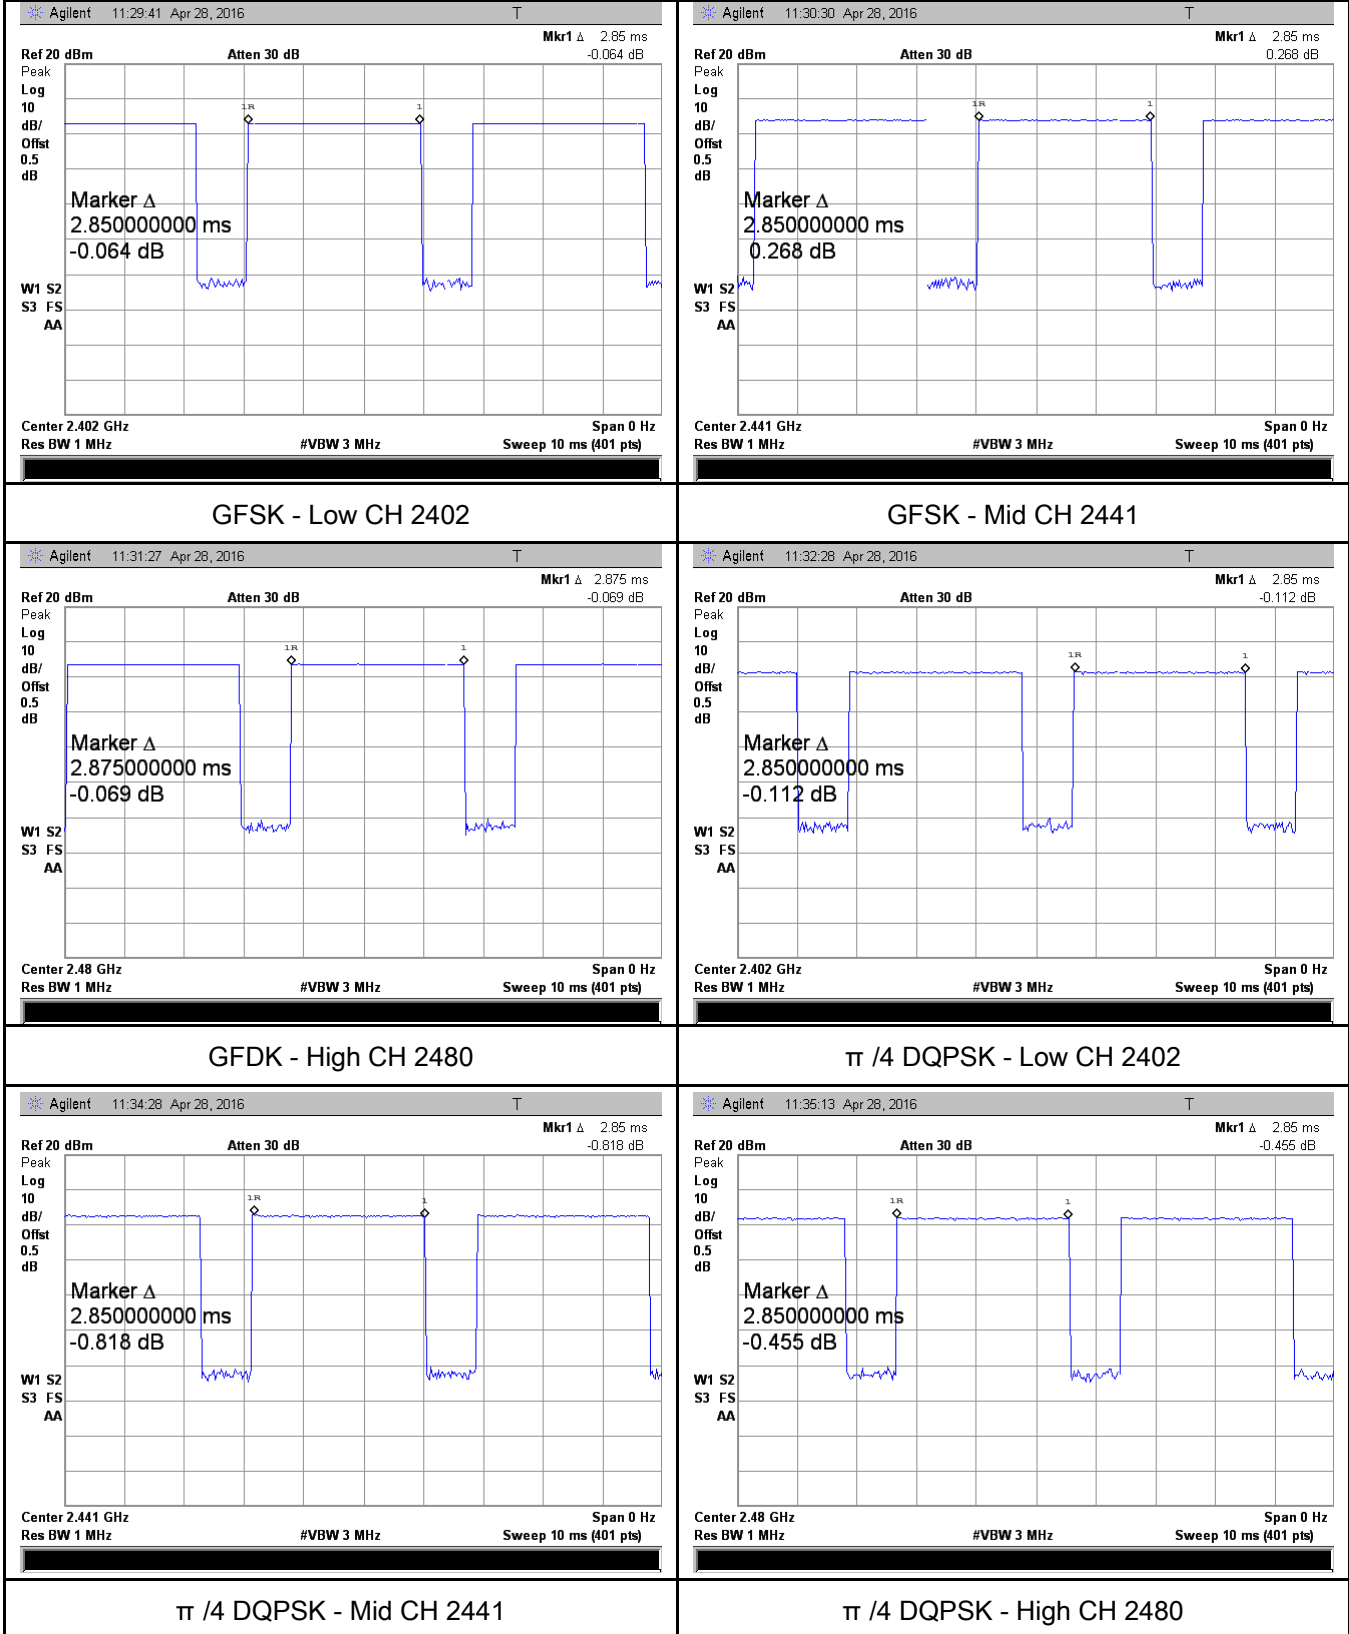 Agilent 11:29:41 Apr 28, 2016 T
Mkr1 Δ 2.85 ms
Ref 20 dBm Atten 30 dB -0.064 dB
Peak
Log
10
dB/
Offst
0.5
dB
1R 1
Marker Δ
2.850000000 ms
-0.064 dB
W1 S2
S3 FS
AA
Center 2.402 GHz Span 0 Hz
Res BW 1 MHz #VBW 3 MHz Sweep 10 ms (401 pts)
GFSK - Low CH 2402
Agilent 11:30:30 Apr 28, 2016 T
Mkr1 Δ 2.85 ms
Ref 20 dBm Atten 30 dB 0.268 dB
Peak
Log
10
dB/
Offst
0.5
dB
1R 1
Marker Δ
2.850000000 ms
0.268 dB
W1 S2
S3 FS
AA
Center 2.441 GHz Span 0 Hz
Res BW 1 MHz #VBW 3 MHz Sweep 10 ms (401 pts)
GFSK - Mid CH 2441
Agilent 11:31:27 Apr 28, 2016 T
Mkr1 Δ 2.875 ms
Ref 20 dBm Atten 30 dB -0.069 dB
Peak
Log
10
dB/
Offst
0.5
dB
1R 1
Marker Δ
2.875000000 ms
-0.069 dB
W1 S2
S3 FS
AA
Center 2.48 GHz Span 0 Hz
Res BW 1 MHz #VBW 3 MHz Sweep 10 ms (401 pts)
GFDK - High CH 2480
Agilent 11:32:28 Apr 28, 2016 T
Mkr1 Δ 2.85 ms
Ref 20 dBm Atten 30 dB -0.112 dB
Peak
Log
10
dB/
Offst
0.5
dB
1R 1
Marker Δ
2.850000000 ms
-0.112 dB
W1 S2
S3 FS
AA
Center 2.402 GHz Span 0 Hz
Res BW 1 MHz #VBW 3 MHz Sweep 10 ms (401 pts)
π /4 DQPSK - Low CH 2402
Agilent 11:34:28 Apr 28, 2016 T
Mkr1 Δ 2.85 ms
Ref 20 dBm Atten 30 dB -0.818 dB
Peak
Log
10
dB/
Offst
0.5
dB
1R 1
Marker Δ
2.850000000 ms
-0.818 dB
W1 S2
S3 FS
AA
Center 2.441 GHz Span 0 Hz
Res BW 1 MHz #VBW 3 MHz Sweep 10 ms (401 pts)
π /4 DQPSK - Mid CH 2441
Agilent 11:35:13 Apr 28, 2016 T
Mkr1 Δ 2.85 ms
Ref 20 dBm Atten 30 dB -0.455 dB
Peak
Log
10
dB/
Offst
0.5
dB
1R 1
Marker Δ
2.850000000 ms
-0.455 dB
W1 S2
S3 FS
AA
Center 2.48 GHz Span 0 Hz
Res BW 1 MHz #VBW 3 MHz Sweep 10 ms (401 pts)
π /4 DQPSK - High CH 2480